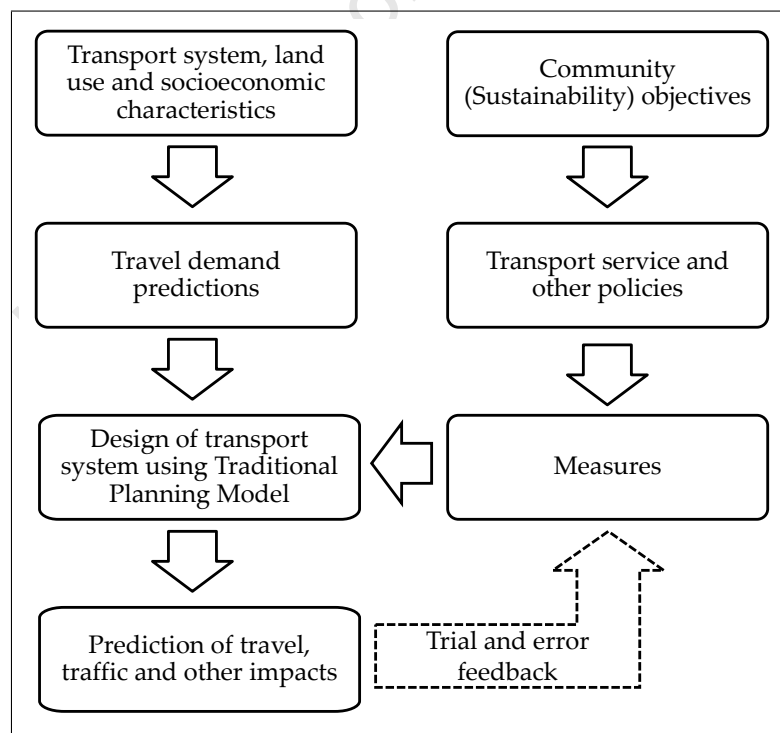 Transport system, land
use and socioeconomic
characteristics
Community
(Sustainability) objectives
Travel demand
predictions
Transport service and
other policies
Design of transport
system using Traditional
Planning Model
Measures
Prediction of travel,
traffic and other impacts
Trial and error
feedback